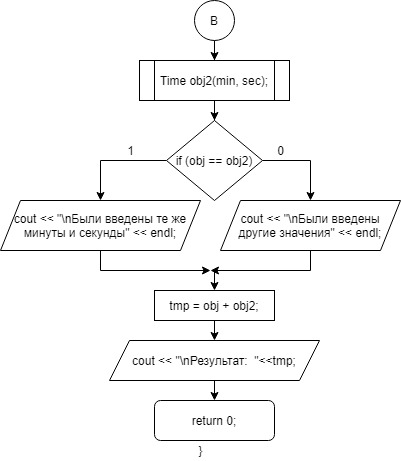 B
Time obj2(min, sec);
if (obj == obj2)
1
0
cout << "\nБыли введены те же
минуты и секунды" << endl;
cout << "\nБыли введены
другие значения" << endl;
tmp = obj + obj2;
cout << "\nРезультат:  "<<tmp;
return 0;
}